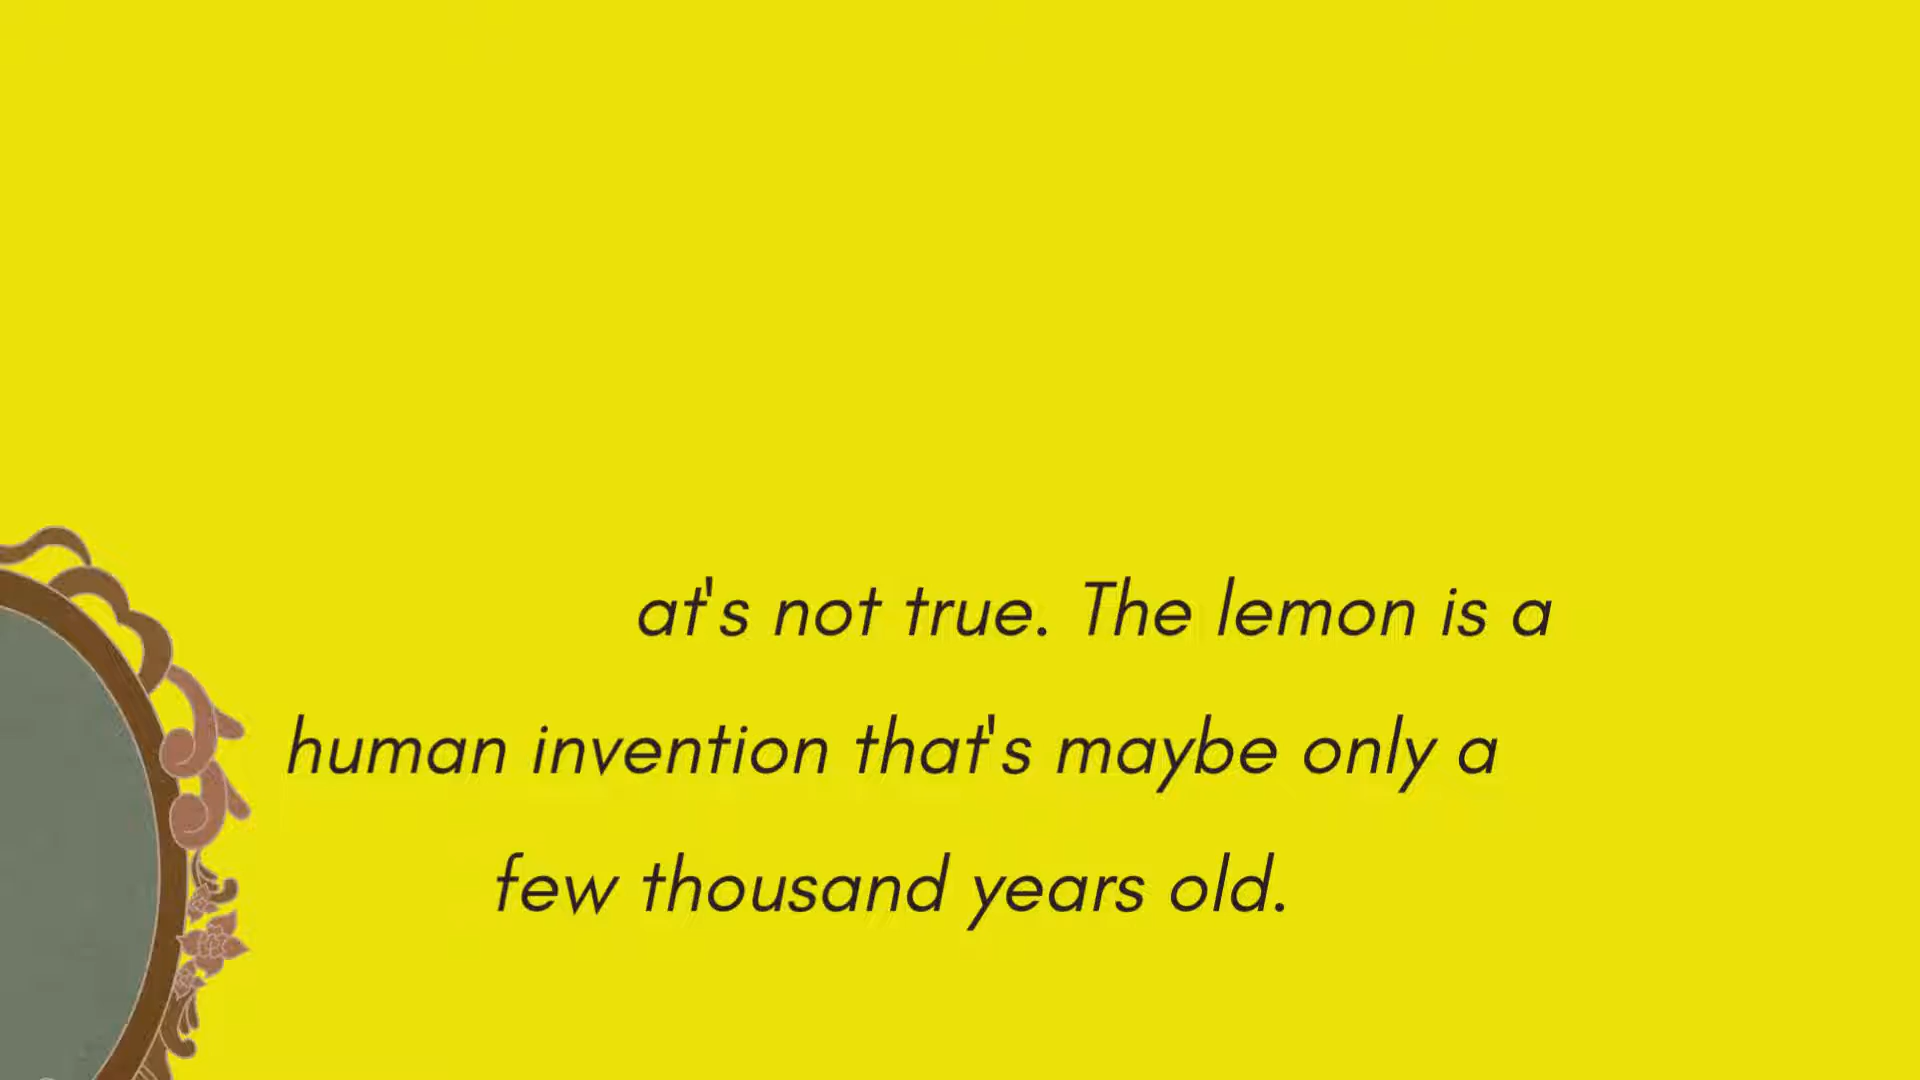 at's not true. The lemon is a
human invention that's maybe only a
few thousand years old.